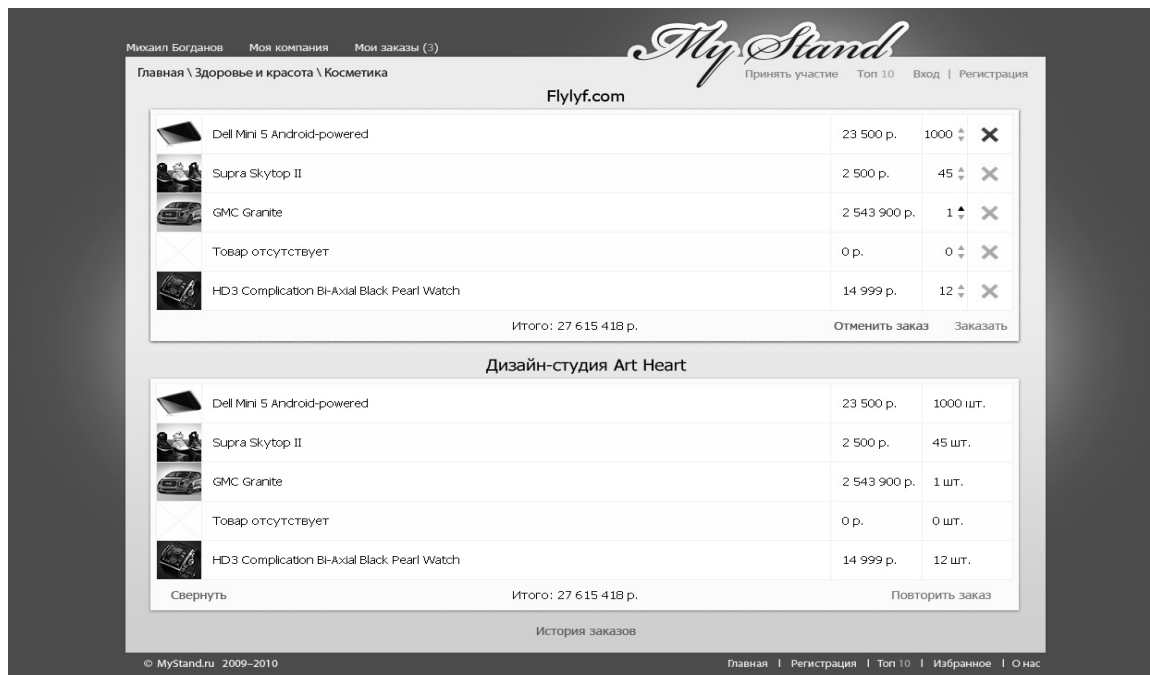 My Stand
Михаил Богданов Моя компания Мои заказы (3)
Главная \ Здоровье и красота \ Косметика
Принять участие Топ 10 Вход | Регистрация
Flylyf.com
Dell Mini 5 Android-powered 23 500 р. 1000
Supra Skytop II 2 500 р. 45
GMC Granite 2 543 900 р. 1
Товар отсутствует 0 р. 0
HD3 Complication Bi-Axial Black Pearl Watch 14 999 р. 12
Итого: 27 615 418 р. Отменить заказ Заказать
Дизайн-студия Art Heart
Dell Mini 5 Android-powered 23 500 р. 1000 шт.
Supra Skytop II 2 500 р. 45 шт.
GMC Granite 2 543 900 р. 1 шт.
Товар отсутствует 0 р. 0 шт.
HD3 Complication Bi-Axial Black Pearl Watch 14 999 р. 12 шт.
Свернуть Итого: 27 615 418 р. Повторить заказ
История заказов
© MyStand.ru 2009–2010 Главная | Регистрация | Топ 10 | Избранное | О нас